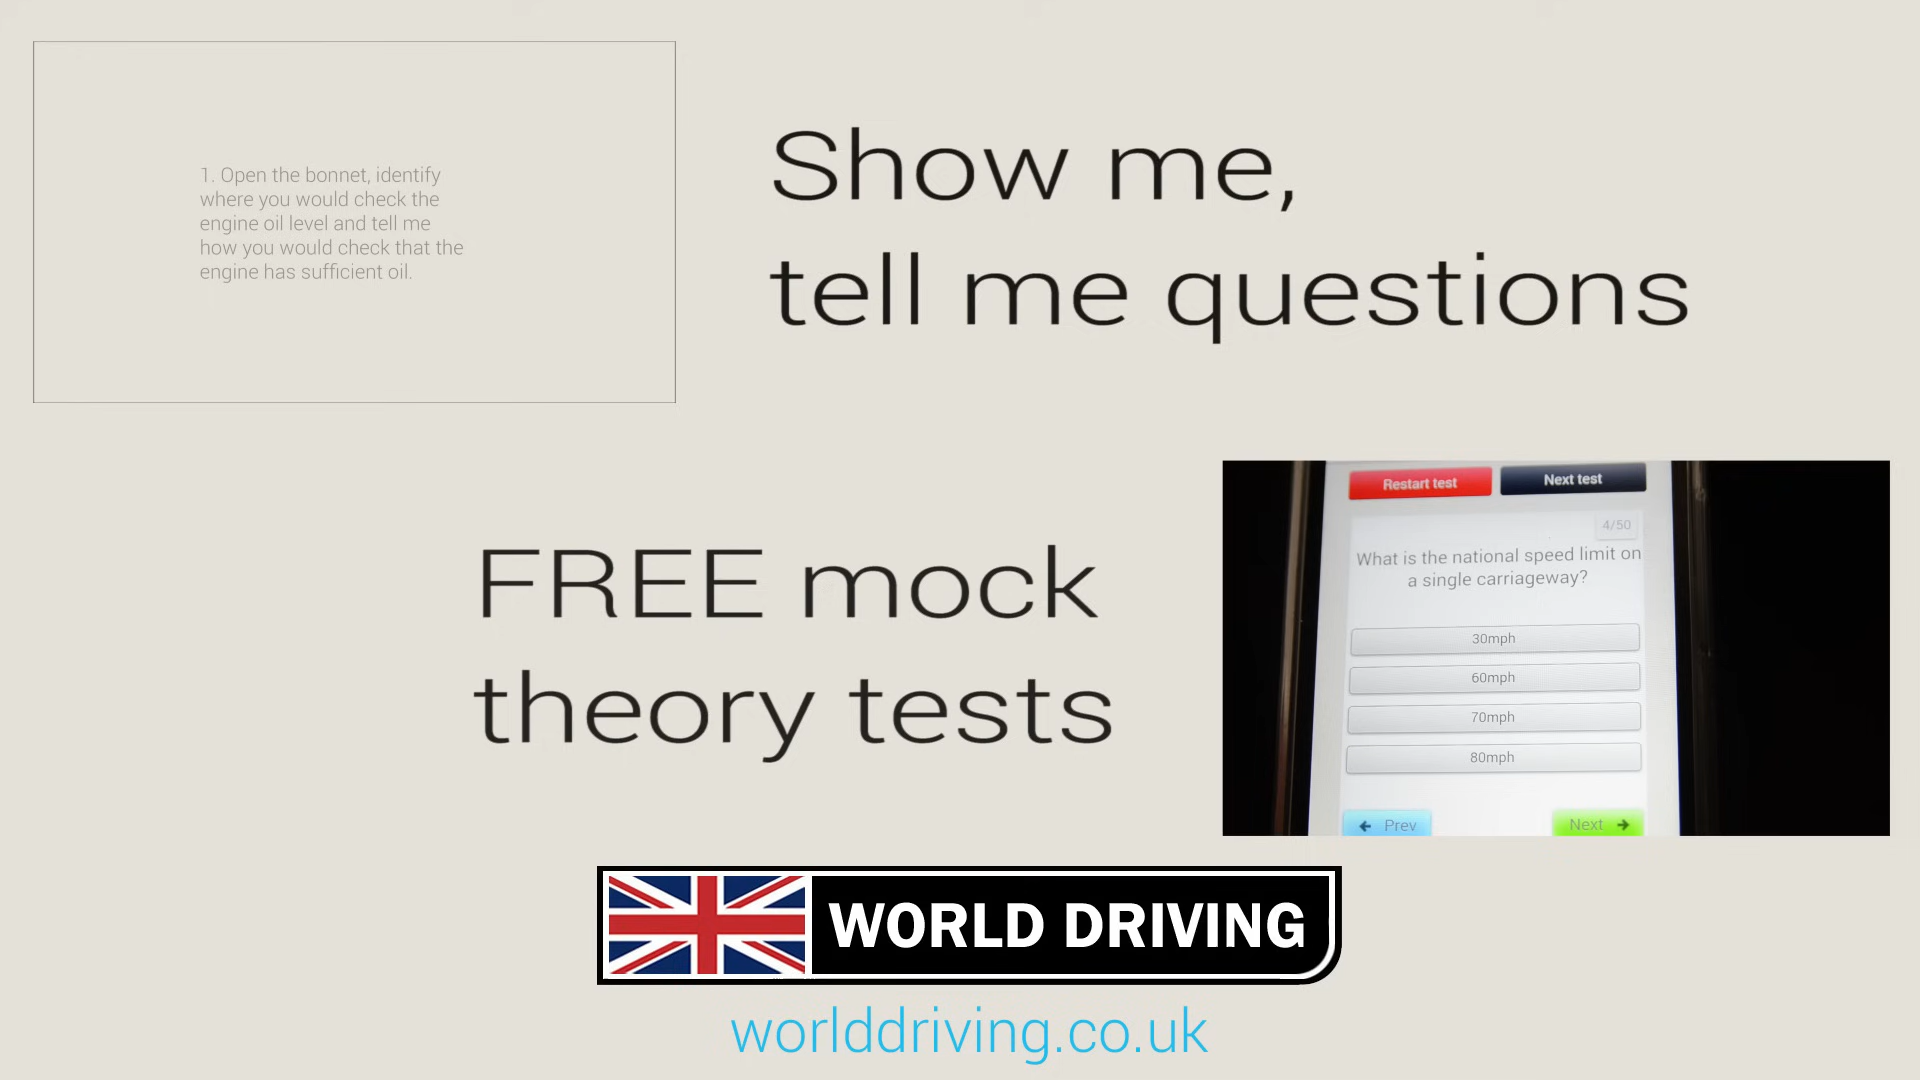 1. Open the bonnet, identify
where you would check the
engine oil level and tell me
how you would check that the
engine has sufficient oil.
Show me,
tell me questions
FREE mock
theory tests
Restart test
Next test
4/50
What is the national speed limit on
a single carriageway?
30mph
60mph
70mph
80mph
Prev
Next
WORLD DRIVING
worlddriving.co.uk